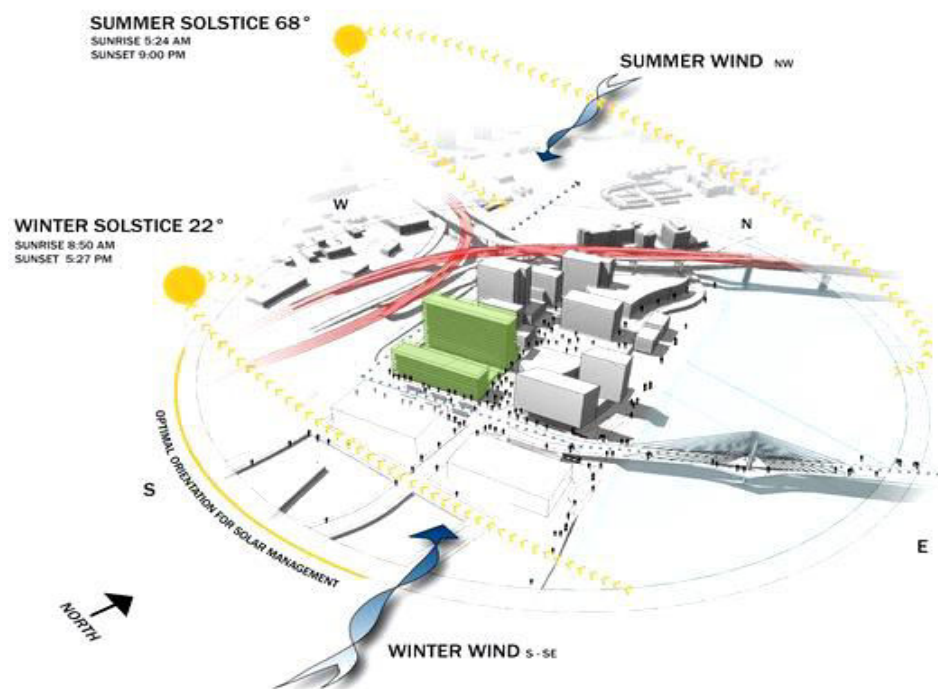 SUMMER SOLSTICE 68°
SUNRISE 5:24 AM
SUNSET 9:00 PM
SUMMER WIND NW
W
WINTER SOLSTICE 22°
SUNRISE 8:50 AM
SUNSET 5:27 PM
N
S
OPTIMAL ORIENTATION FOR SOLAR MANAGEMENT
E
NORTH
WINTER WIND S - SE